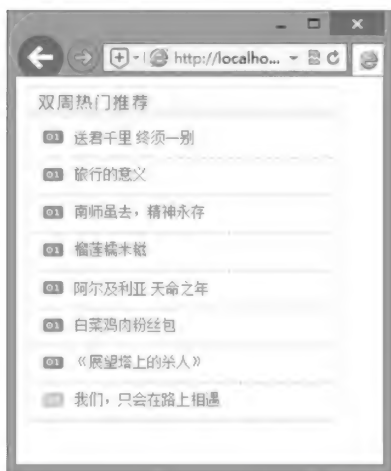 http://localho...
双周热门推荐
01 送君千里 终须一别
01 旅行的意义
01 南师虽去，精神永存
01 榴莲糯米糍
01 阿尔及利亚 天命之年
01 白菜鸡肉粉丝包
01 《展望塔上的杀人》
我们，只会在路上相遇